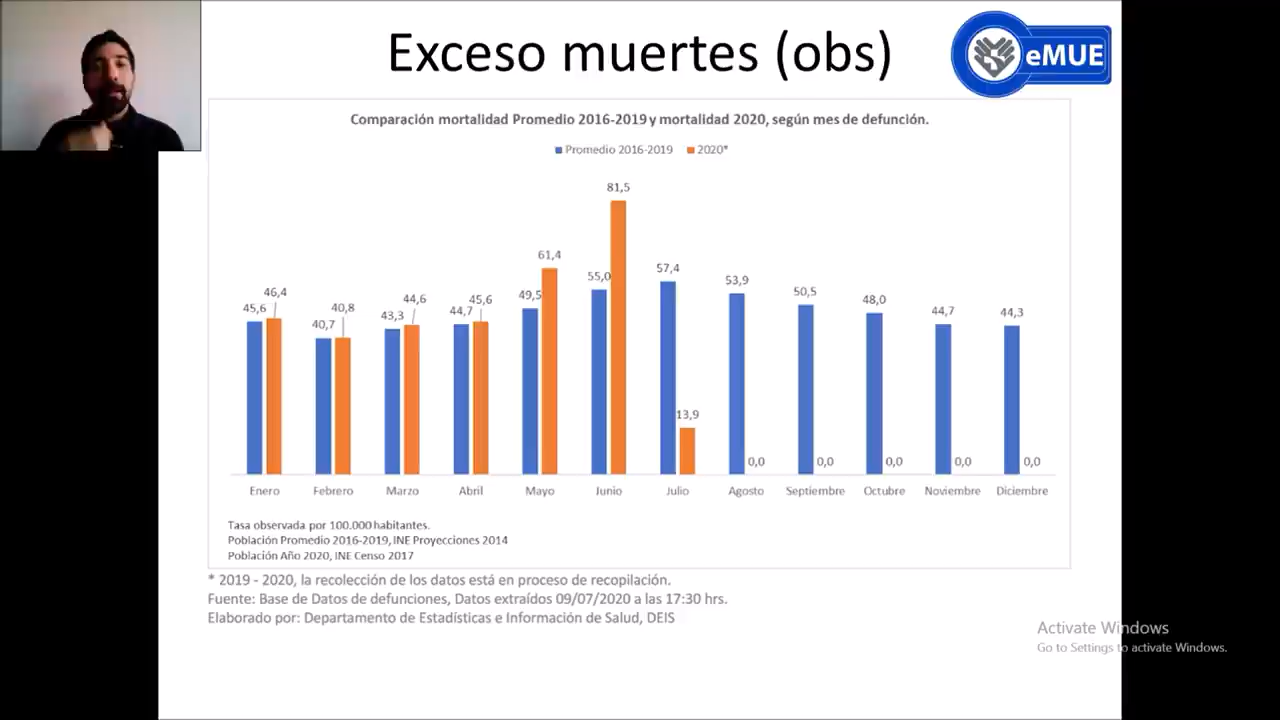 Exceso muertes (obs)
eMUE
Comparación mortalidad Promedio 2016-2019 y mortalidad 2020, según mes de defunción.
Promedio 2016-2019 2020*
45,6 46,4 40,7 40,8 43,3 44,6 44,7 45,6 49,5 61,4 55,0 81,5 57,4 13,9 53,9 0,0 50,5 0,0 48,0 0,0 44,7 0,0 44,3 0,0
Enero Febrero Marzo Abril Mayo Junio Julio Agosto Septiembre Octubre Noviembre Diciembre
Tasa observada por 100.000 habitantes.
Población Promedio 2016-2019, INE Proyecciones 2014
Población Año 2020, INE Censo 2017
* 2019 - 2020, la recolección de los datos está en proceso de recopilación.
Fuente: Base de Datos de defunciones, Datos extraídos 09/07/2020 a las 17:30 hrs.
Elaborado por: Departamento de Estadísticas e Información de Salud, DEIS
Activate Windows
Go to Settings to activate Windows.